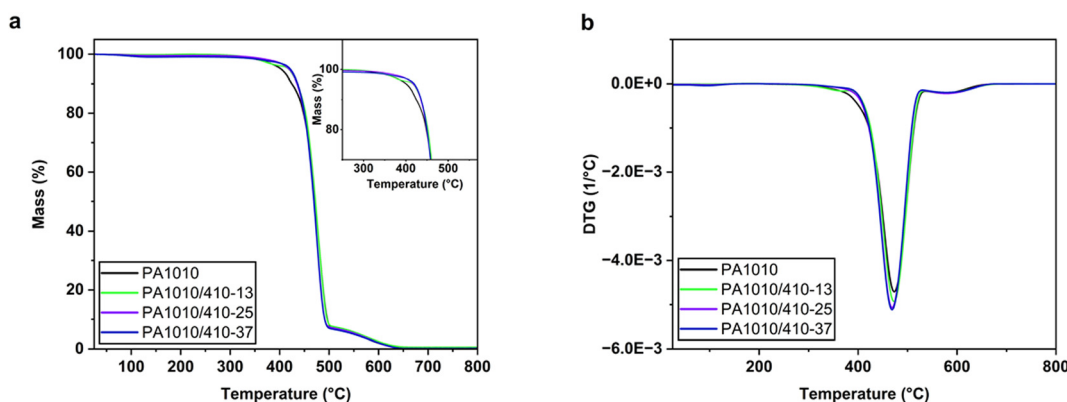 a
100
80
60
40
20
0
Mass (%)
100
90
80
Mass (%)
300 400 500
Temperature (°C)
PA1010
PA1010/410-13
PA1010/410-25
PA1010/410-37
100 200 300 400 500 600 700 800
Temperature (°C)
b
0.0E+0
−2.0E−3
−4.0E−3
−6.0E−3
DTG (1/°C)
PA1010
PA1010/410-13
PA1010/410-25
PA1010/410-37
200 400 600 800
Temperature (°C)